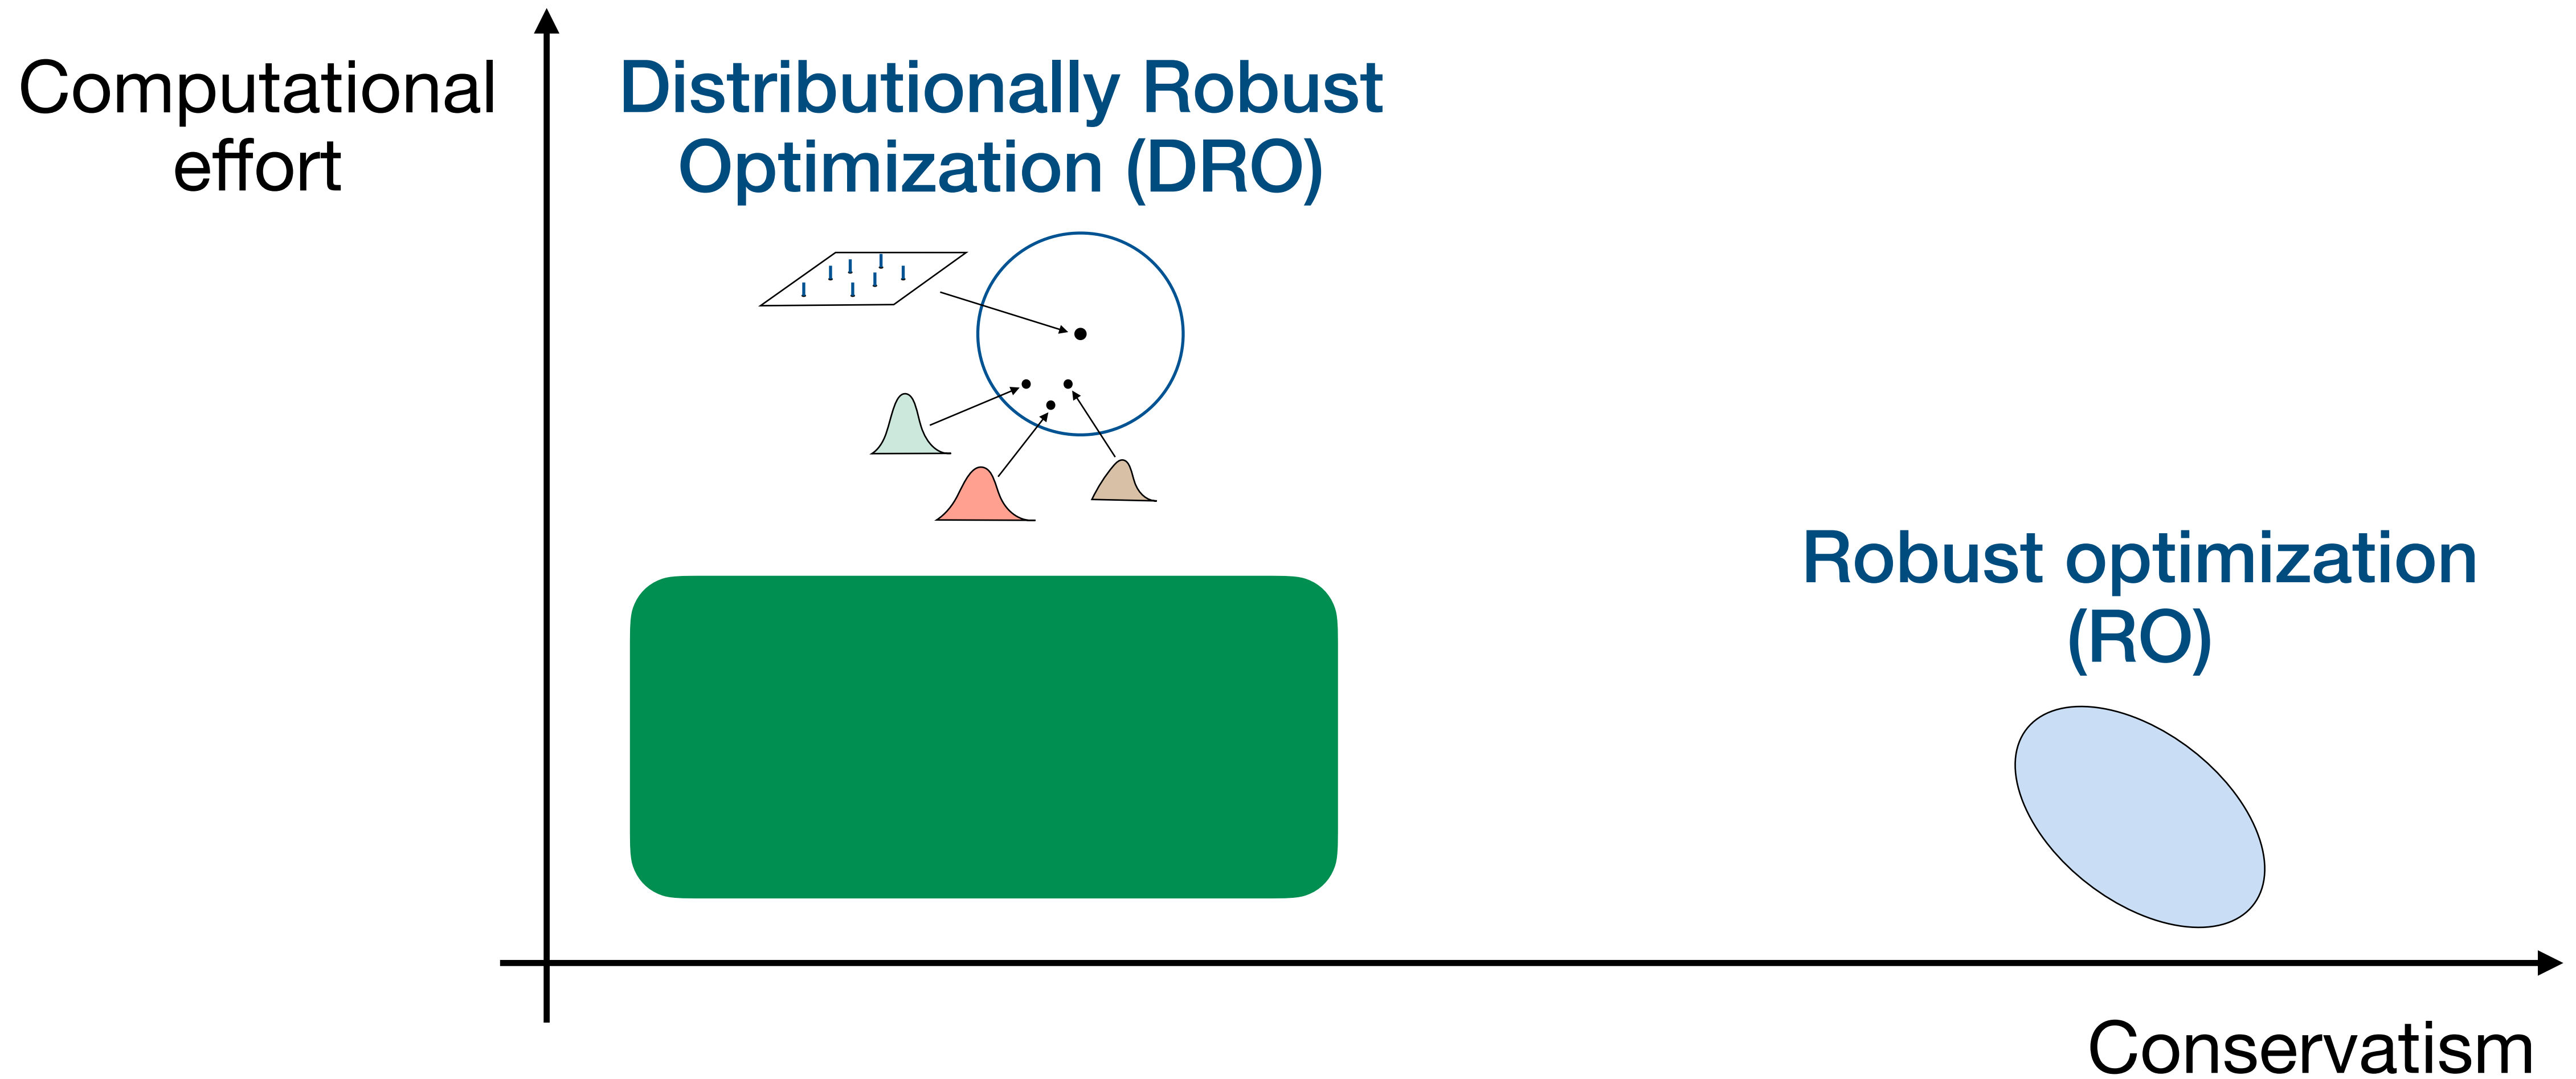 Computational
effort
Distributionally Robust
Optimization (DRO)
Robust optimization
(RO)
Conservatism